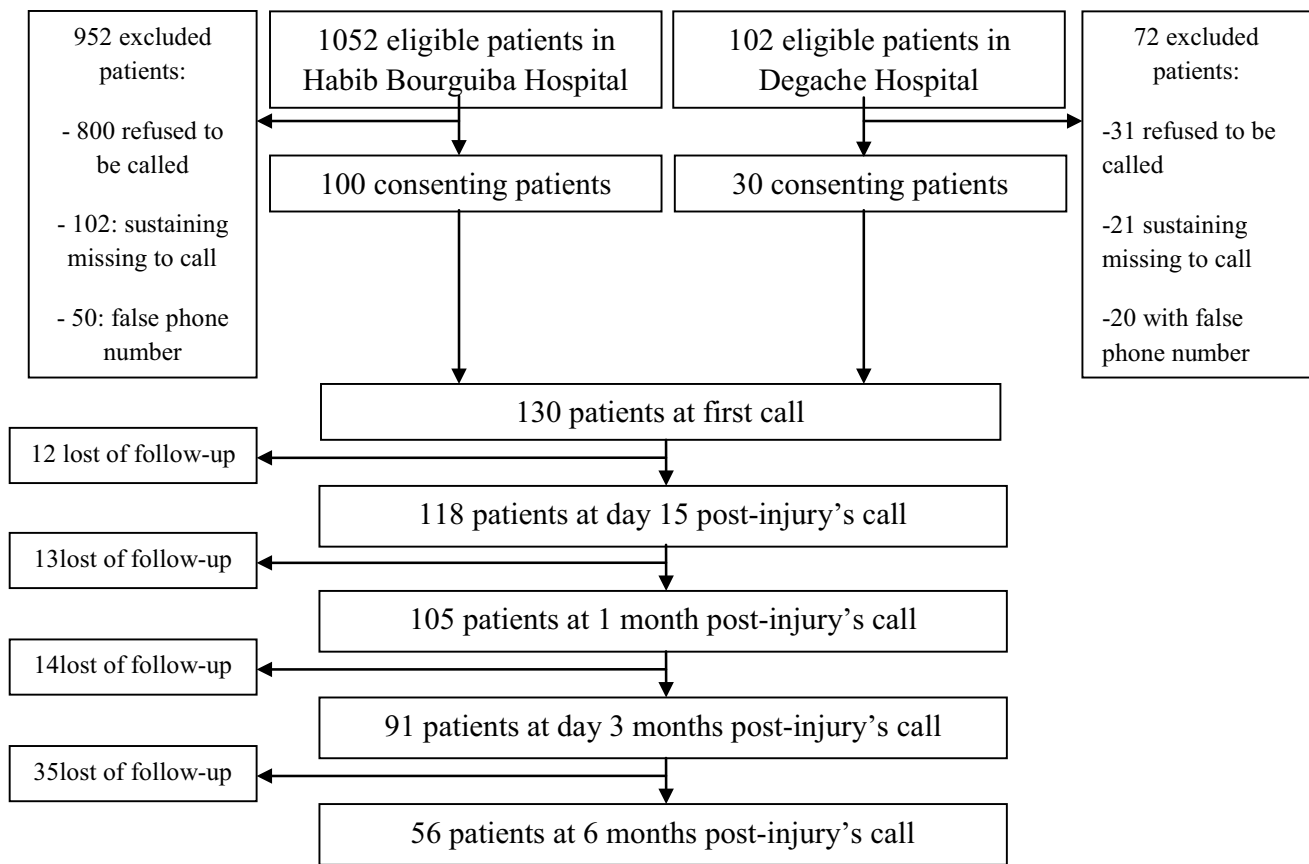 952 excluded
patients:
- 800 refused to
be called
- 102: sustaining
missing to call
- 50: false phone
number
1052 eligible patients in
Habib Bourguiba Hospital
102 eligible patients in
Degache Hospital
72 excluded
patients:
-31 refused to be
called
-21 sustaining
missing to call
-20 with false
phone number
100 consenting patients
30 consenting patients
130 patients at first call
12 lost of follow-up
118 patients at day 15 post-injury’s call
13lost of follow-up
105 patients at 1 month post-injury’s call
14lost of follow-up
91 patients at day 3 months post-injury’s call
35lost of follow-up
56 patients at 6 months post-injury’s call